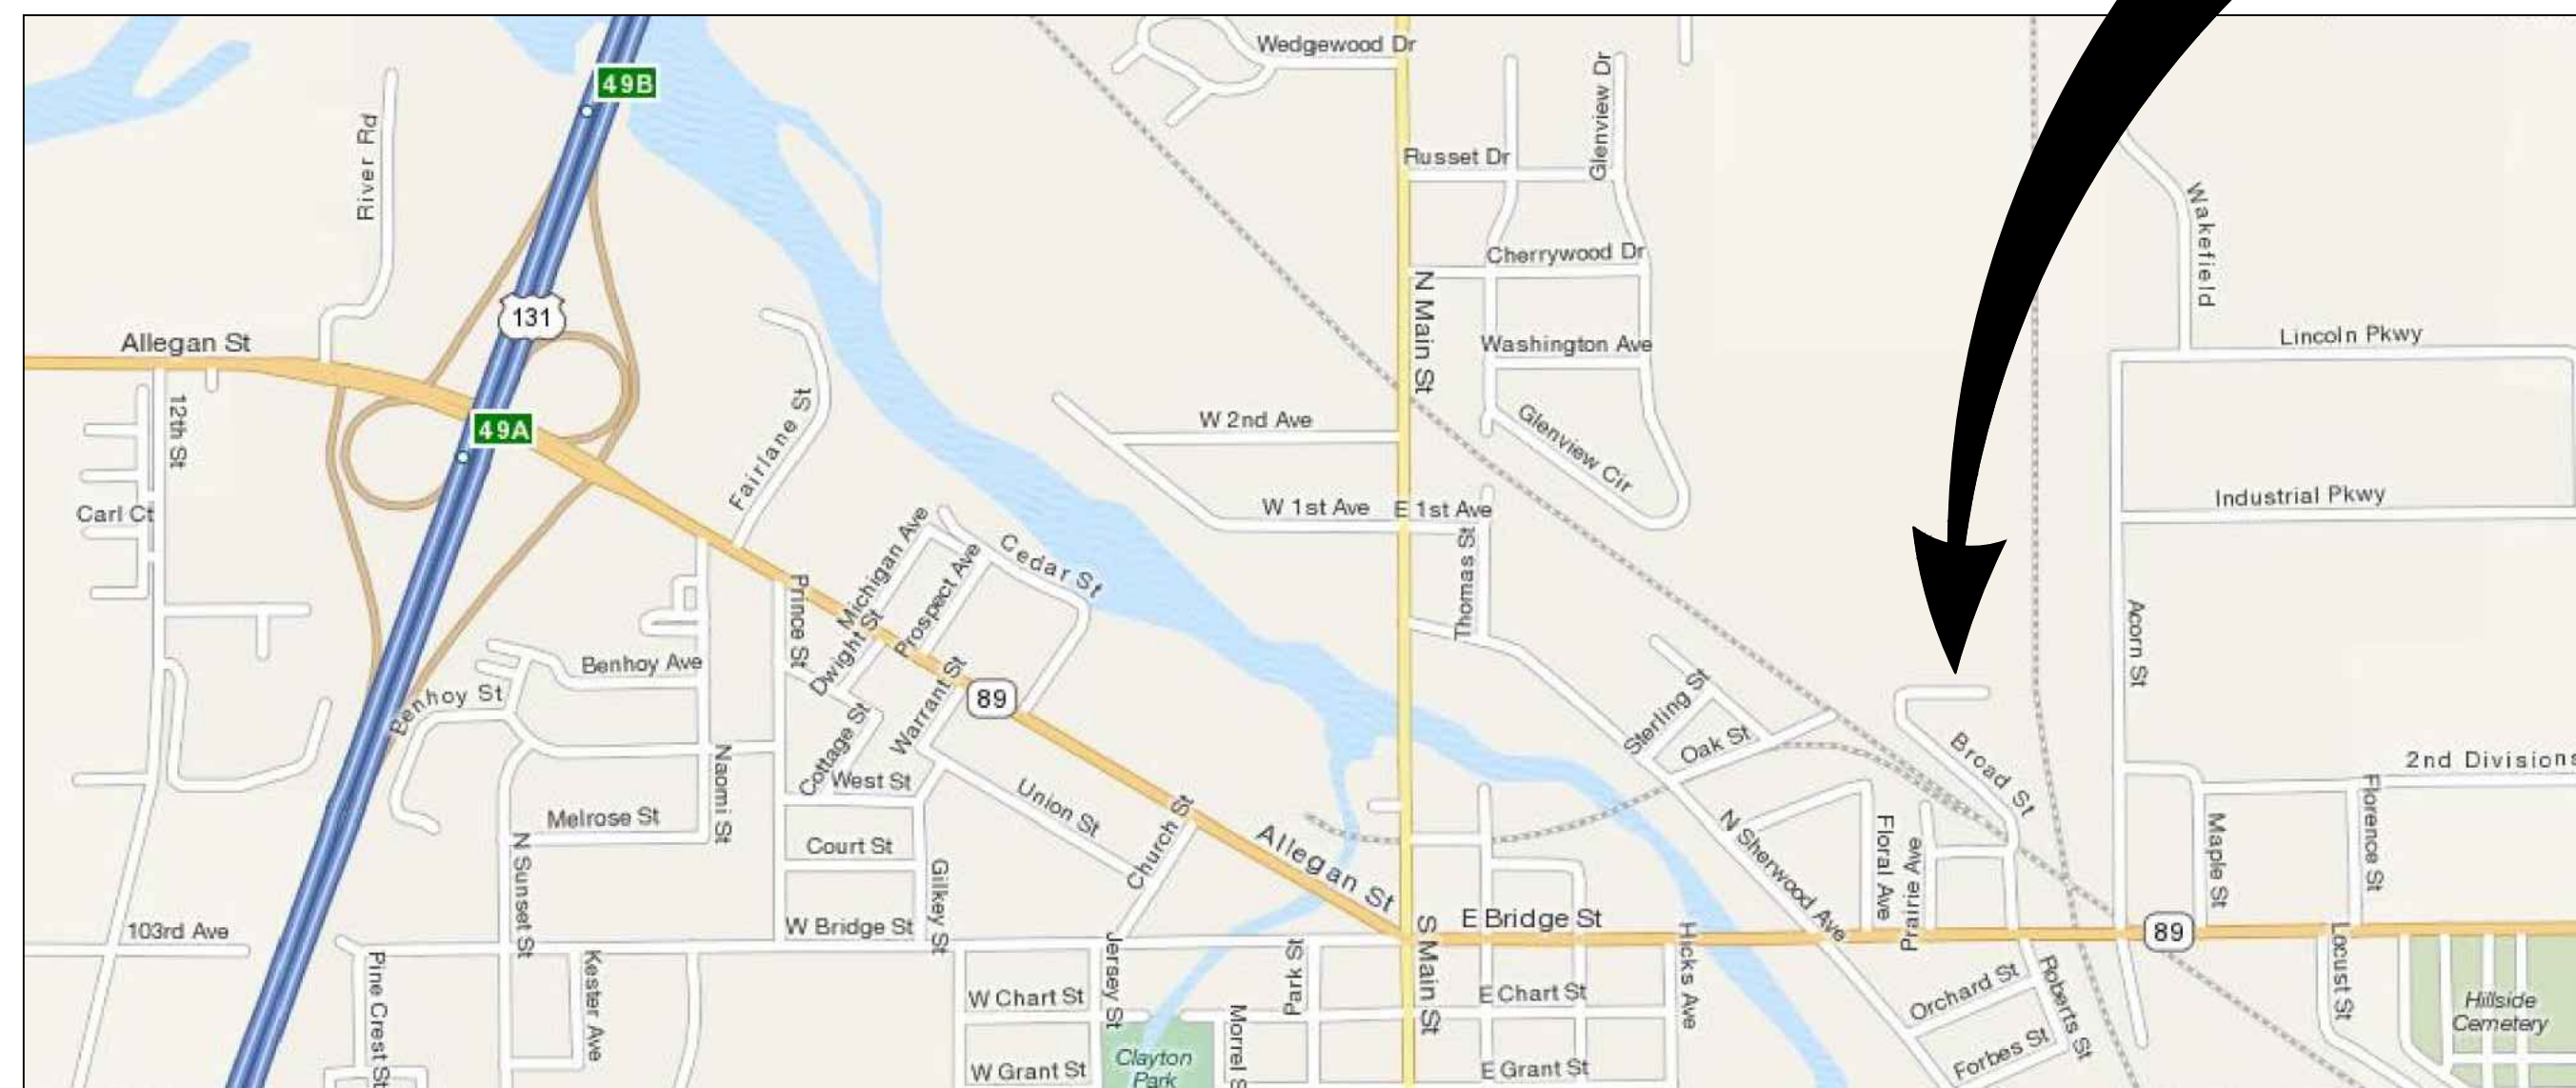 Wedgewood Dr
49B
Glenview Dr
River Rd
Russet Dr
Wakefield
Cherrywood Dr
N Main St
131
Allegan St
Lincoln Pkwy
Washington Ave
12th St
49A
Fairlane St
W 2nd Ave
Glenview Cir
Industrial Pkwy
Carl Ct
W 1st Ave
E 1st Ave
Michigan Ave
Cedar St
Thomas St
Prospect Ave
Prince St
Dwight St
Acorn St
Benhoy Ave
Benhoy St
Warrant St
89
Sterling St
Cottage St
Oak St
Broad St
Naomi St
West St
2nd Divisions
Union St
Florence St
Melrose St
Church St
N Sherwood Ave
Floral Ave
Maple St
Court St
Allegan St
Prairie Ave
N Sunset St
Gilkey St
103rd Ave
W Bridge St
E Bridge St
89
S Main St
Hicks Ave
Locust St
Pine Crest St
Kester Ave
Jersey St
Park St
Roberts St
W Chart St
E Chart St
Orchard St
Hillside
Cemetery
Morrel S
Clayton
Park
W Grant St
E Grant St
Forbes St